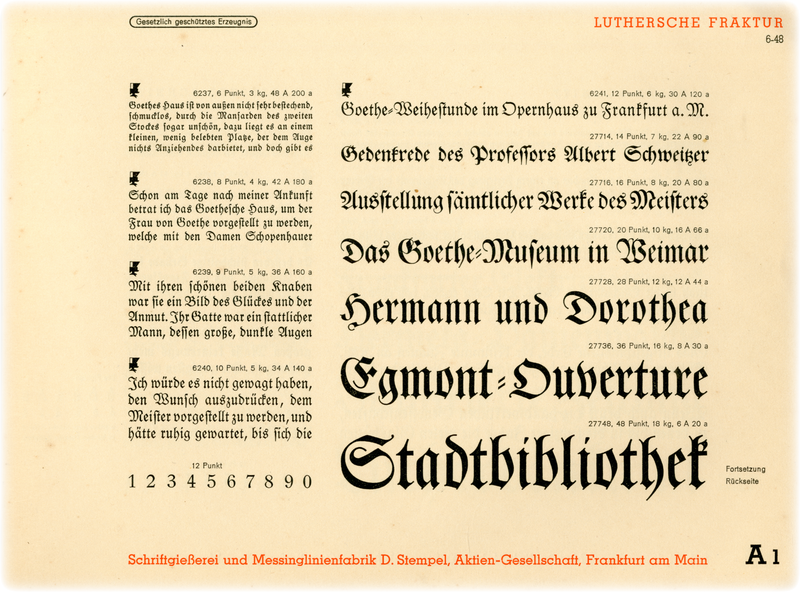 Gesetzlich geschütztes Erzeugnis
LUTHERSCHE FRAKTUR
6-48
6237, 6 Punkt, 3 kg, 48 A 200 a
Goethes Haus ist von außen nicht sehr bestechend,
schmucklos, durch die Mansarden des zweiten
Stockes sogar unschön, dazu liegt es an einem
kleinen, wenig belebten Platze, der dem Auge
nichts Anziehendes darbietet, und doch gibt es
6238, 8 Punkt, 4 kg, 42 A 180 a
Schon am Tage nach meiner Ankunft
betrat ich das Goethesche Haus, um der
Frau von Goethe vorgestellt zu werden,
welche mit den Damen Schopenhauer
6239, 9 Punkt, 5 kg, 36 A 160 a
Mit ihren schönen beiden Knaben
war sie ein Bild des Glückes und der
Anmut. Ihr Gatte war ein stattlicher
Mann, dessen große, dunkle Augen
6240, 10 Punkt, 5 kg, 34 A 140 a
Ich würde es nicht gewagt haben,
den Wunsch auszudrücken, dem
Meister vorgestellt zu werden, und
hätte ruhig gewartet, bis sich die
12 Punkt
1 2 3 4 5 6 7 8 9 0
6241, 12 Punkt, 6 kg, 30 A 120 a
Goethe-Weihestunde im Opernhaus zu Frankfurt a. M.
27714, 14 Punkt, 7 kg, 22 A 90 a
Gedenkrede des Professors Albert Schweitzer
27716, 16 Punkt, 8 kg, 20 A 80 a
Ausstellung sämtlicher Werke des Meisters
27720, 20 Punkt, 10 kg, 16 A 66 a
Das Goethe-Museum in Weimar
27728, 28 Punkt, 12 kg, 12 A 44 a
Hermann und Dorothea
27736, 36 Punkt, 16 kg, 8 A 30 a
Egmont-Ouverture
27748, 48 Punkt, 18 kg, 6 A 20 a
Stadtbibliothek
Fortsetzung
Rückseite
Schriftgießerei und Messinglinienfabrik D. Stempel, Aktien-Gesellschaft, Frankfurt am Main
A 1